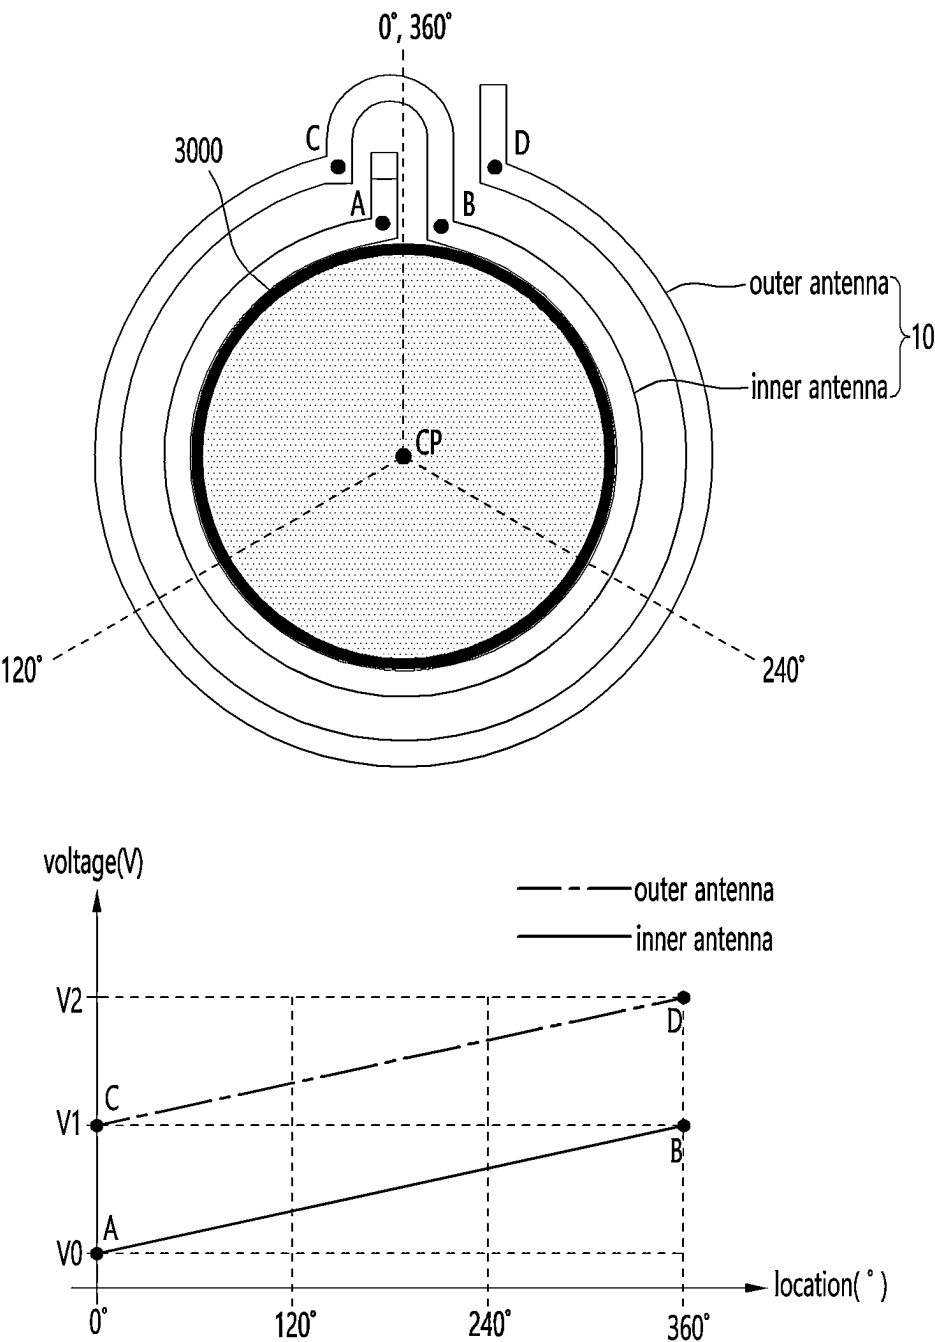 0°, 360°
C
D
3000
A
B
outer antenna
10
inner antenna
CP
120°
240°
voltage(V)
outer antenna
inner antenna
V2
D
C
V1
B
A
V0
location( ° )
0°
120°
240°
360°